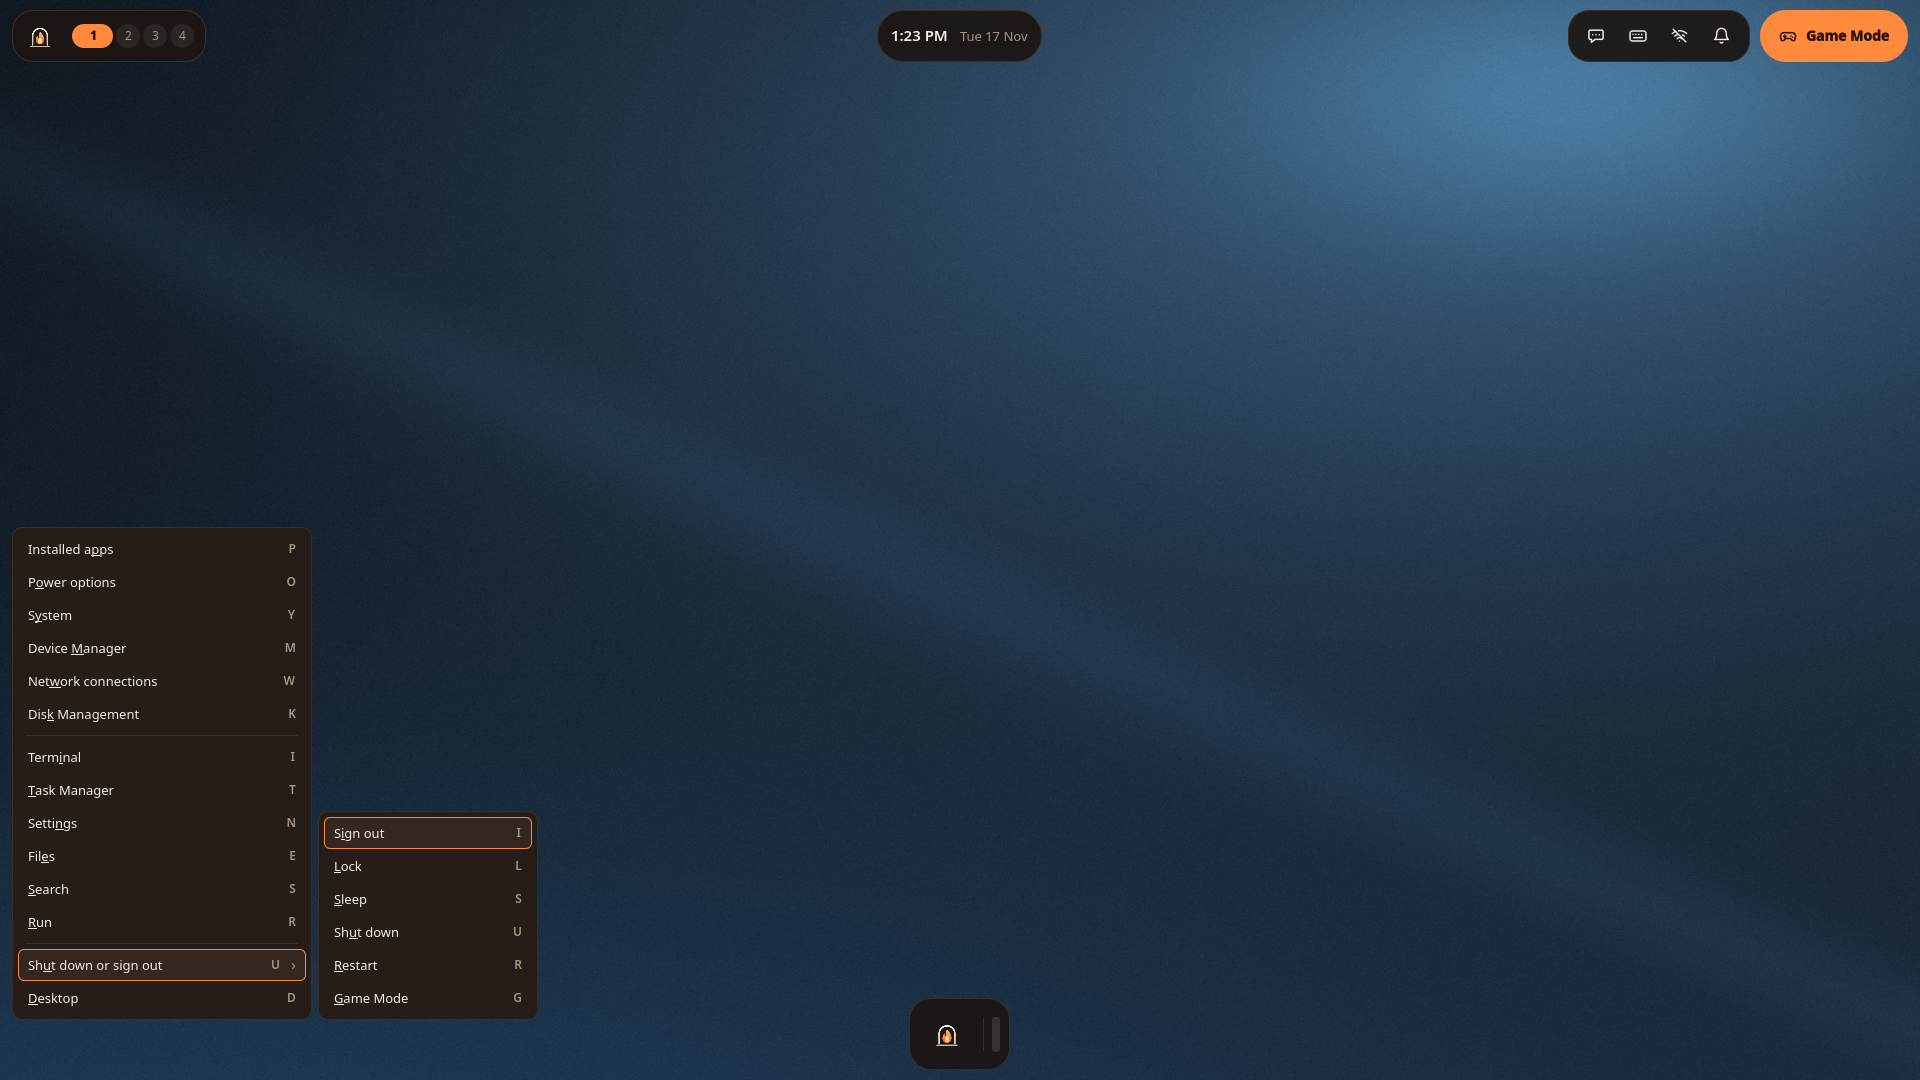 1 2 3 4
1:23 PM Tue 17 Nov
Game Mode
Installed apps P
Power options O
System Y
Device Manager M
Network connections W
Disk Management K
Terminal I
Task Manager T
Settings N
Files E
Search S
Run R
Shut down or sign out U ›
Desktop D
Sign out I
Lock L
Sleep S
Shut down U
Restart R
Game Mode G